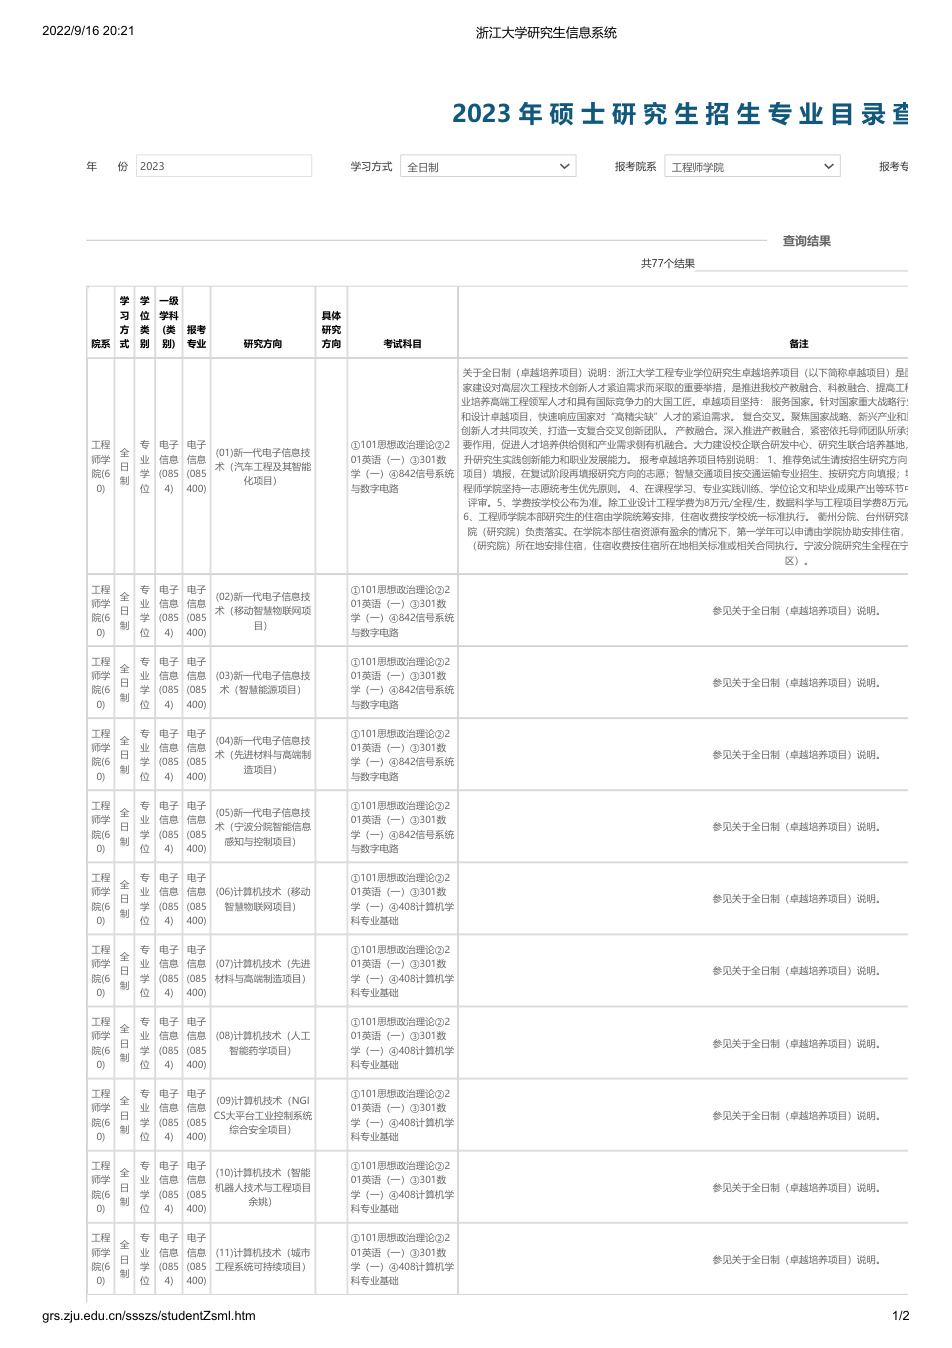 2022/9/16 20:21
浙江大学研究生信息系统
2023 年 硕 士 研 究 生 招 生 专 业 目 录 查
年 份 2023 学习方式 全日制 报考院系 工程师学院 报考专
查询结果
共77个结果
院系 学习方式 学位类别 一级学科(类别) 报考专业 研究方向 具体研究方向 考试科目 备注
工程师学院(60) 全日制 专业学位 电子信息(0854) 电子信息(085400) (01)新一代电子信息技术（汽车工程及其智能化项目） ①101思想政治理论②201英语（一）③301数学（一）④842信号系统与数字电路
关于全日制（卓越培养项目）说明：浙江大学工程专业学位研究生卓越培养项目（以下简称卓越项目）是
家建设对高层次工程技术创新人才紧迫需求而采取的重要举措，是推进我校产教融合、科教融合、提高工
业培养高端工程领军人才和具有国际竞争力的大国工匠。卓越项目坚持： 服务国家。针对国家重大战略行
和设计卓越项目，快速响应国家对“高精尖缺”人才的紧迫需求。 复合交叉。聚焦国家战略、新兴产业和
创新人才共同攻关，打造一支复合交叉创新团队。 产教融合。深入推进产教融合，紧密依托导师团队所承
要作用，促进人才培养供给侧和产业需求侧有机融合。大力建设校企联合研发中心、研究生联合培养基地，
升研究生实践创新能力和职业发展能力。 报考卓越培养项目特别说明： 1、推荐免试生请按招生研究方向
项目）填报，在复试阶段再填报研究方向的志愿；智慧交通项目按交通运输专业招生、按研究方向填报；
程师学院坚持一志愿统考生优先原则。 4、在课程学习、专业实践训练、学位论文和毕业成果产出等环节
评审。5、学费按学校公布为准。除工业设计工程学费为8万元/全程/生，数据科学与工程项目学费8万元
6、工程师学院本部研究生的住宿由学院统筹安排，住宿收费按学校统一标准执行。 衢州分院、台州研究
院（研究院）负责落实。在学院本部住宿资源有盈余的情况下，第一学年可以申请由学院协助安排住宿，
（研究院）所在地安排住宿，住宿收费按住宿所在地相关标准或相关合同执行。宁波分院研究生全程在宁
区）。
工程师学院(60) 全日制 专业学位 电子信息(0854) 电子信息(085400) (02)新一代电子信息技术（移动智慧物联网项目） ①101思想政治理论②201英语（一）③301数学（一）④842信号系统与数字电路 参见关于全日制（卓越培养项目）说明。
工程师学院(60) 全日制 专业学位 电子信息(0854) 电子信息(085400) (03)新一代电子信息技术（智慧能源项目） ①101思想政治理论②201英语（一）③301数学（一）④842信号系统与数字电路 参见关于全日制（卓越培养项目）说明。
工程师学院(60) 全日制 专业学位 电子信息(0854) 电子信息(085400) (04)新一代电子信息技术（先进材料与高端制造项目） ①101思想政治理论②201英语（一）③301数学（一）④842信号系统与数字电路 参见关于全日制（卓越培养项目）说明。
工程师学院(60) 全日制 专业学位 电子信息(0854) 电子信息(085400) (05)新一代电子信息技术（宁波分院智能信息感知与控制项目） ①101思想政治理论②201英语（一）③301数学（一）④842信号系统与数字电路 参见关于全日制（卓越培养项目）说明。
工程师学院(60) 全日制 专业学位 电子信息(0854) 电子信息(085400) (06)计算机技术（移动智慧物联网项目） ①101思想政治理论②201英语（一）③301数学（一）④408计算机学科专业基础 参见关于全日制（卓越培养项目）说明。
工程师学院(60) 全日制 专业学位 电子信息(0854) 电子信息(085400) (07)计算机技术（先进材料与高端制造项目） ①101思想政治理论②201英语（一）③301数学（一）④408计算机学科专业基础 参见关于全日制（卓越培养项目）说明。
工程师学院(60) 全日制 专业学位 电子信息(0854) 电子信息(085400) (08)计算机技术（人工智能药学项目） ①101思想政治理论②201英语（一）③301数学（一）④408计算机学科专业基础 参见关于全日制（卓越培养项目）说明。
工程师学院(60) 全日制 专业学位 电子信息(0854) 电子信息(085400) (09)计算机技术（NGICS大平台工业控制系统综合安全项目） ①101思想政治理论②201英语（一）③301数学（一）④408计算机学科专业基础 参见关于全日制（卓越培养项目）说明。
工程师学院(60) 全日制 专业学位 电子信息(0854) 电子信息(085400) (10)计算机技术（智能机器人技术与工程项目余姚） ①101思想政治理论②201英语（一）③301数学（一）④408计算机学科专业基础 参见关于全日制（卓越培养项目）说明。
工程师学院(60) 全日制 专业学位 电子信息(0854) 电子信息(085400) (11)计算机技术（城市工程系统可持续项目） ①101思想政治理论②201英语（一）③301数学（一）④408计算机学科专业基础 参见关于全日制（卓越培养项目）说明。
grs.zju.edu.cn/ssszs/studentZsml.htm
1/2